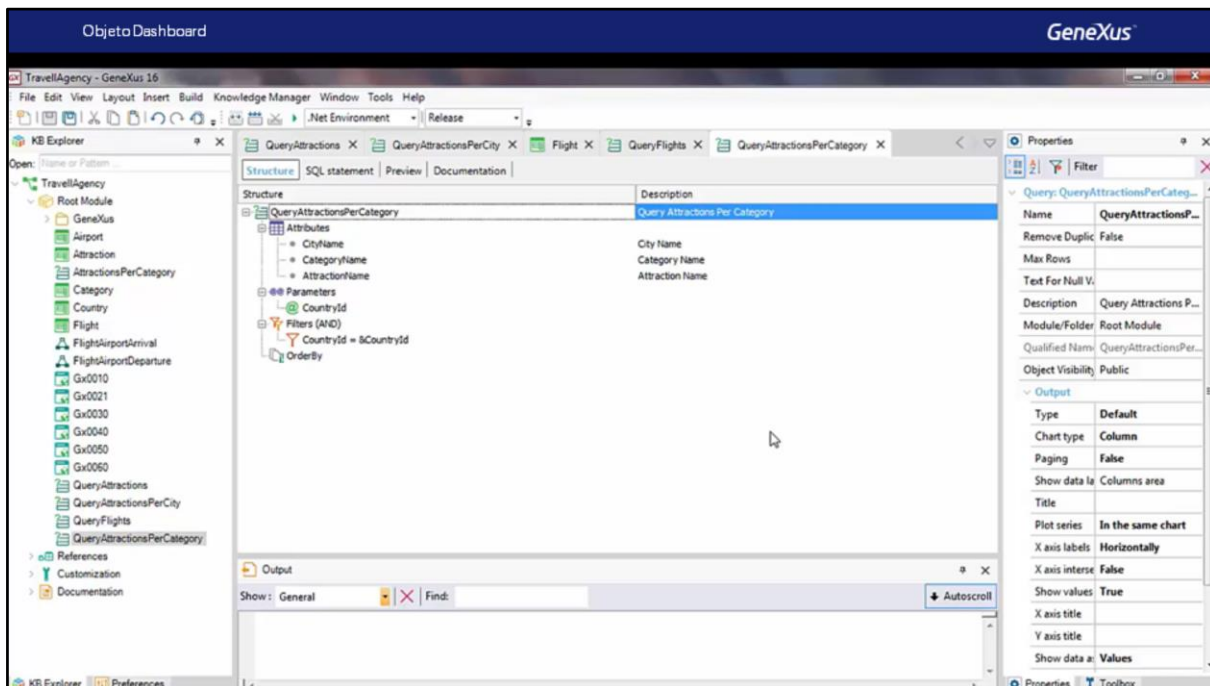 Objeto Dashboard
GeneXus
TravellAgency - GeneXus 16
File Edit View Layout Insert Build Knowledge Manager Window Tools Help
.Net Environment
Release
KB Explorer
Open: Name or Pattern ...
TravellAgency
Root Module
GeneXus
Airport
Attraction
AttractionsPerCategory
Category
Country
Flight
FlightAirportArrival
FlightAirportDeparture
Gx0010
Gx0021
Gx0030
Gx0040
Gx0050
Gx0060
QueryAttractions
QueryAttractionsPerCity
QueryFlights
QueryAttractionsPerCategory
References
Customization
Documentation
KB Explorer Preferences
QueryAttractions QueryAttractionsPerCity Flight QueryFlights QueryAttractionsPerCategory
Structure SQL statement Preview Documentation
Structure Description
QueryAttractionsPerCategory Query Attractions Per Category
Attributes
CityName City Name
CategoryName Category Name
AttractionName Attraction Name
Parameters
CountryId
Filters (AND)
CountryId = &CountryId
OrderBy
Output
Show: General Find: Autoscroll
Properties
Filter
Query: QueryAttractionsPerCateg...
Name QueryAttractionsP...
Remove Duplic False
Max Rows
Text For Null V.
Description Query Attractions P...
Module/Folder Root Module
Qualified Nam QueryAttractionsPer...
Object Visibility Public
Output
Type Default
Chart type Column
Paging False
Show data la Columns area
Title
Plot series In the same chart
X axis labels Horizontally
X axis interse False
Show values True
X axis title
Y axis title
Show data a: Values
Properties Toolbox